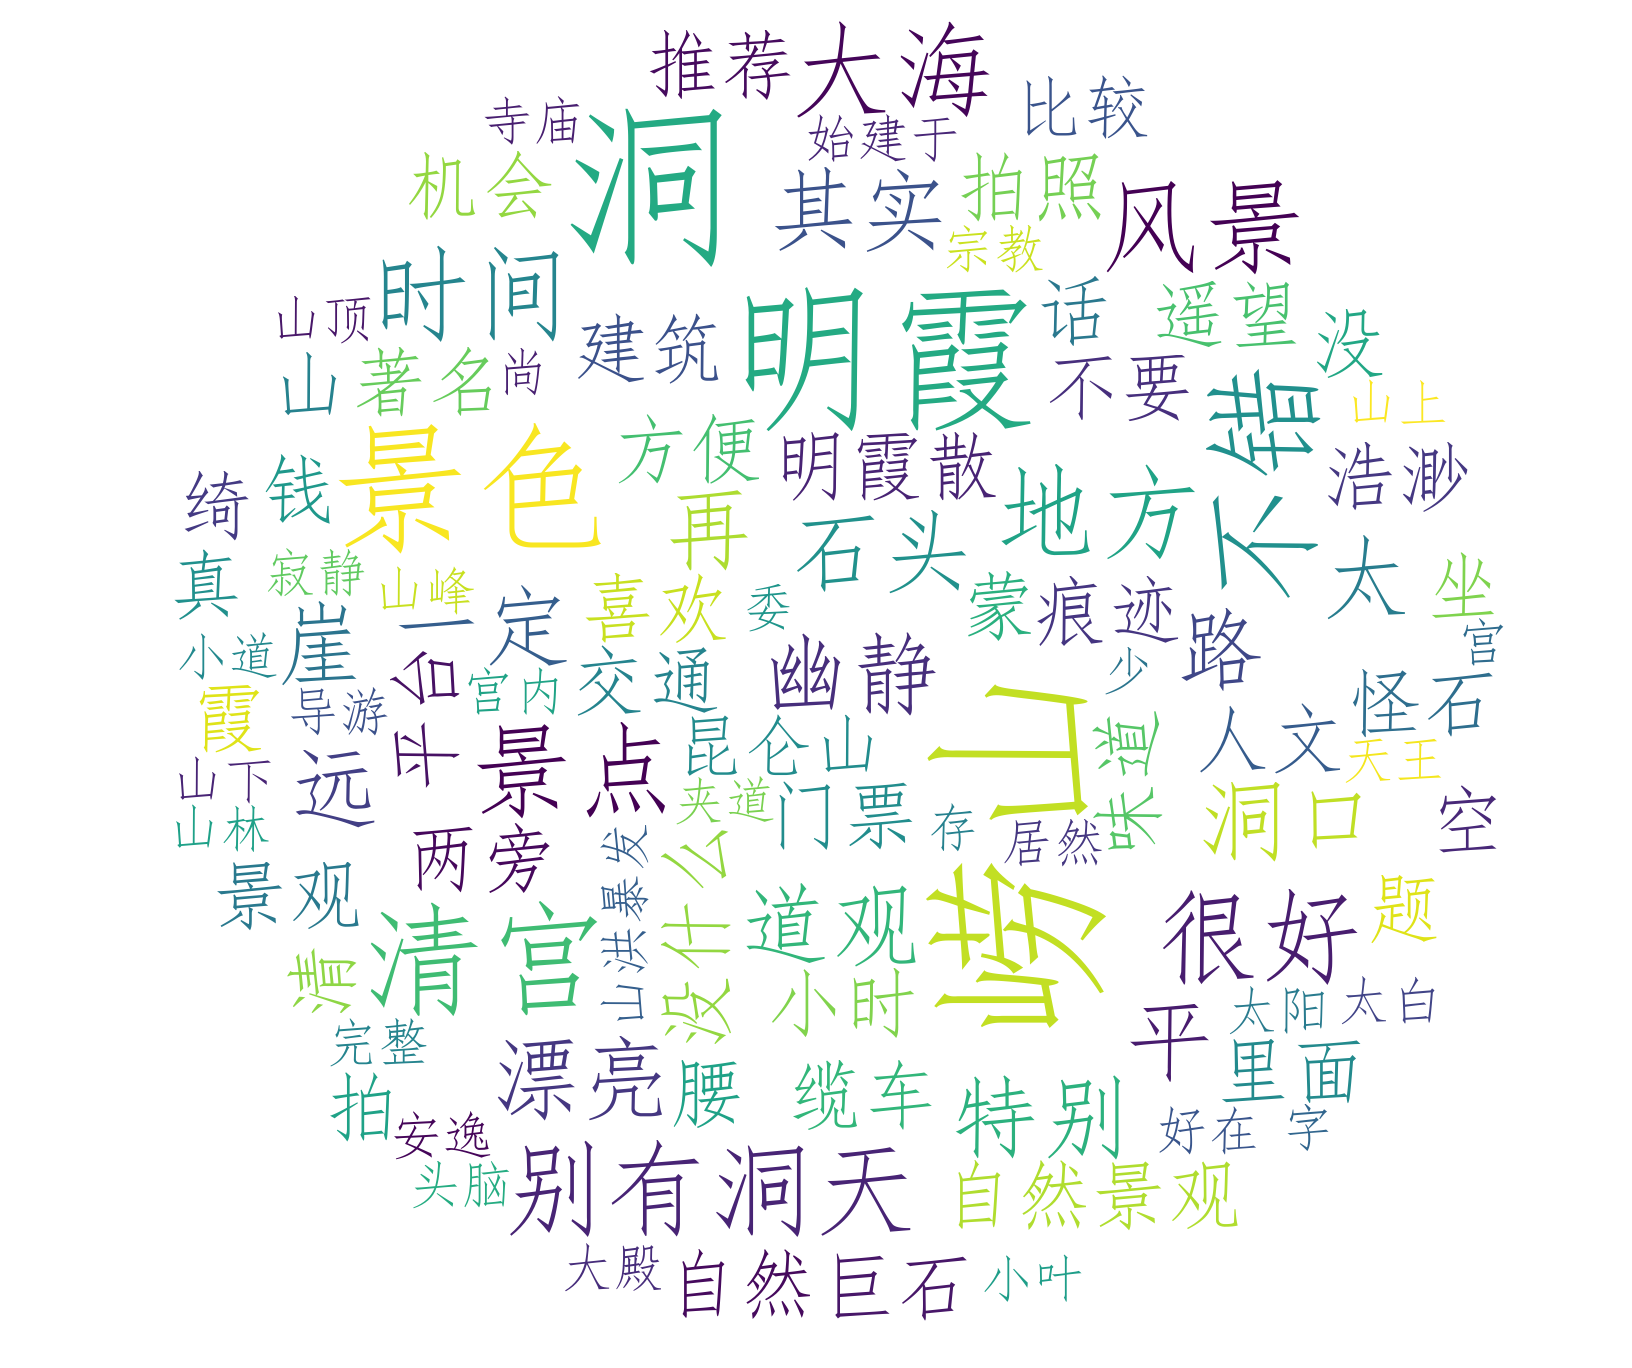 推荐
大海
寺庙
洞
始建于
比较
机会
其实
拍照
风景
宗教
时间
明霞
话
遥望
山顶
建筑
没
山
著名
尚
不要
不错
山上
景色
方便
明霞散
地方
浩渺
绮
钱
再
石头
真
寂静
山峰
一定
喜欢
委
蒙
痕迹
太
坐
小道
崖
平台
宫内
交通
幽静
少
路
宫
霞
导游
昆仑山
崂山
味道
人文
怪石
山下
远
景点
夹道
门票
存
居然
洞口
天王
空
山林
两旁
山洪暴发
没什么
景观
清宫
道观
很好
题
清
小时
太阳
太白
完整
漂亮
腰
缆车
特别
平
里面
拍
安逸
好在
字
头脑
别有洞天
自然景观
大殿
自然巨石
小叶